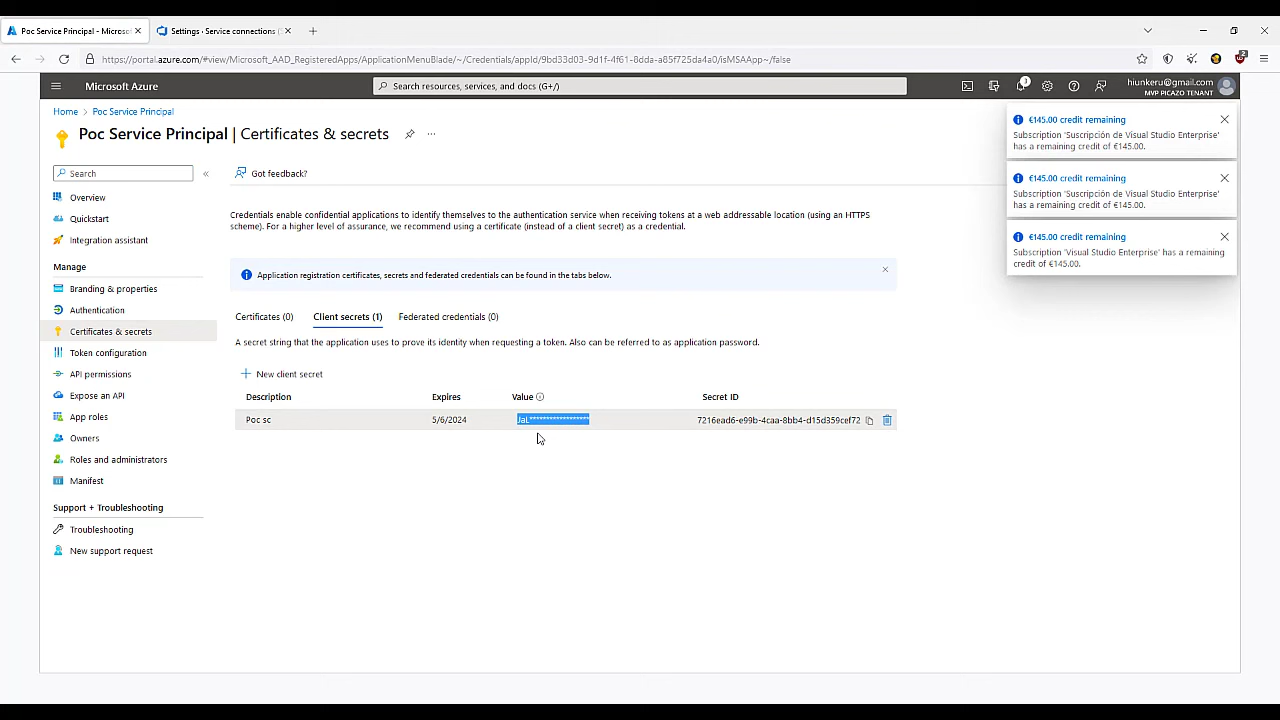 Poc Service Principal - Microsof
Settings · Service connections (
https://portal.azure.com/#view/Microsoft_AAD_RegisteredApps/ApplicationMenuBlade/~/Credentials/appId/9bd33d03-9d1f-4f61-8dda-a85f725da4a0/isMSAApp~/false
2
Microsoft Azure
Search resources, services, and docs (G+/)
3
hiunkeru@gmail.com
MVP PICAZO TENANT
Home > Poc Service Principal
Poc Service Principal | Certificates & secrets
...
Search
«
Got feedback?
Overview
Quickstart
Integration assistant
Manage
Branding & properties
Authentication
Certificates & secrets
Token configuration
API permissions
Expose an API
App roles
Owners
Roles and administrators
Manifest
Support + Troubleshooting
Troubleshooting
New support request
Credentials enable confidential applications to identify themselves to the authentication service when receiving tokens at a web addressable location (using an HTTPS
scheme). For a higher level of assurance, we recommend using a certificate (instead of a client secret) as a credential.
Application registration certificates, secrets and federated credentials can be found in the tabs below.
Certificates (0) Client secrets (1) Federated credentials (0)
A secret string that the application uses to prove its identity when requesting a token. Also can be referred to as application password.
New client secret
Description Expires Value Secret ID
Poc sc 5/6/2024 JaL****************** 7216ead6-e99b-4caa-8bb4-d15d359cef72
€145.00 credit remaining
Subscription 'Suscripción de Visual Studio Enterprise'
has a remaining credit of €145.00.
€145.00 credit remaining
Subscription 'Suscripción de Visual Studio Enterprise'
has a remaining credit of €145.00.
€145.00 credit remaining
Subscription 'Visual Studio Enterprise' has a remaining
credit of €145.00.